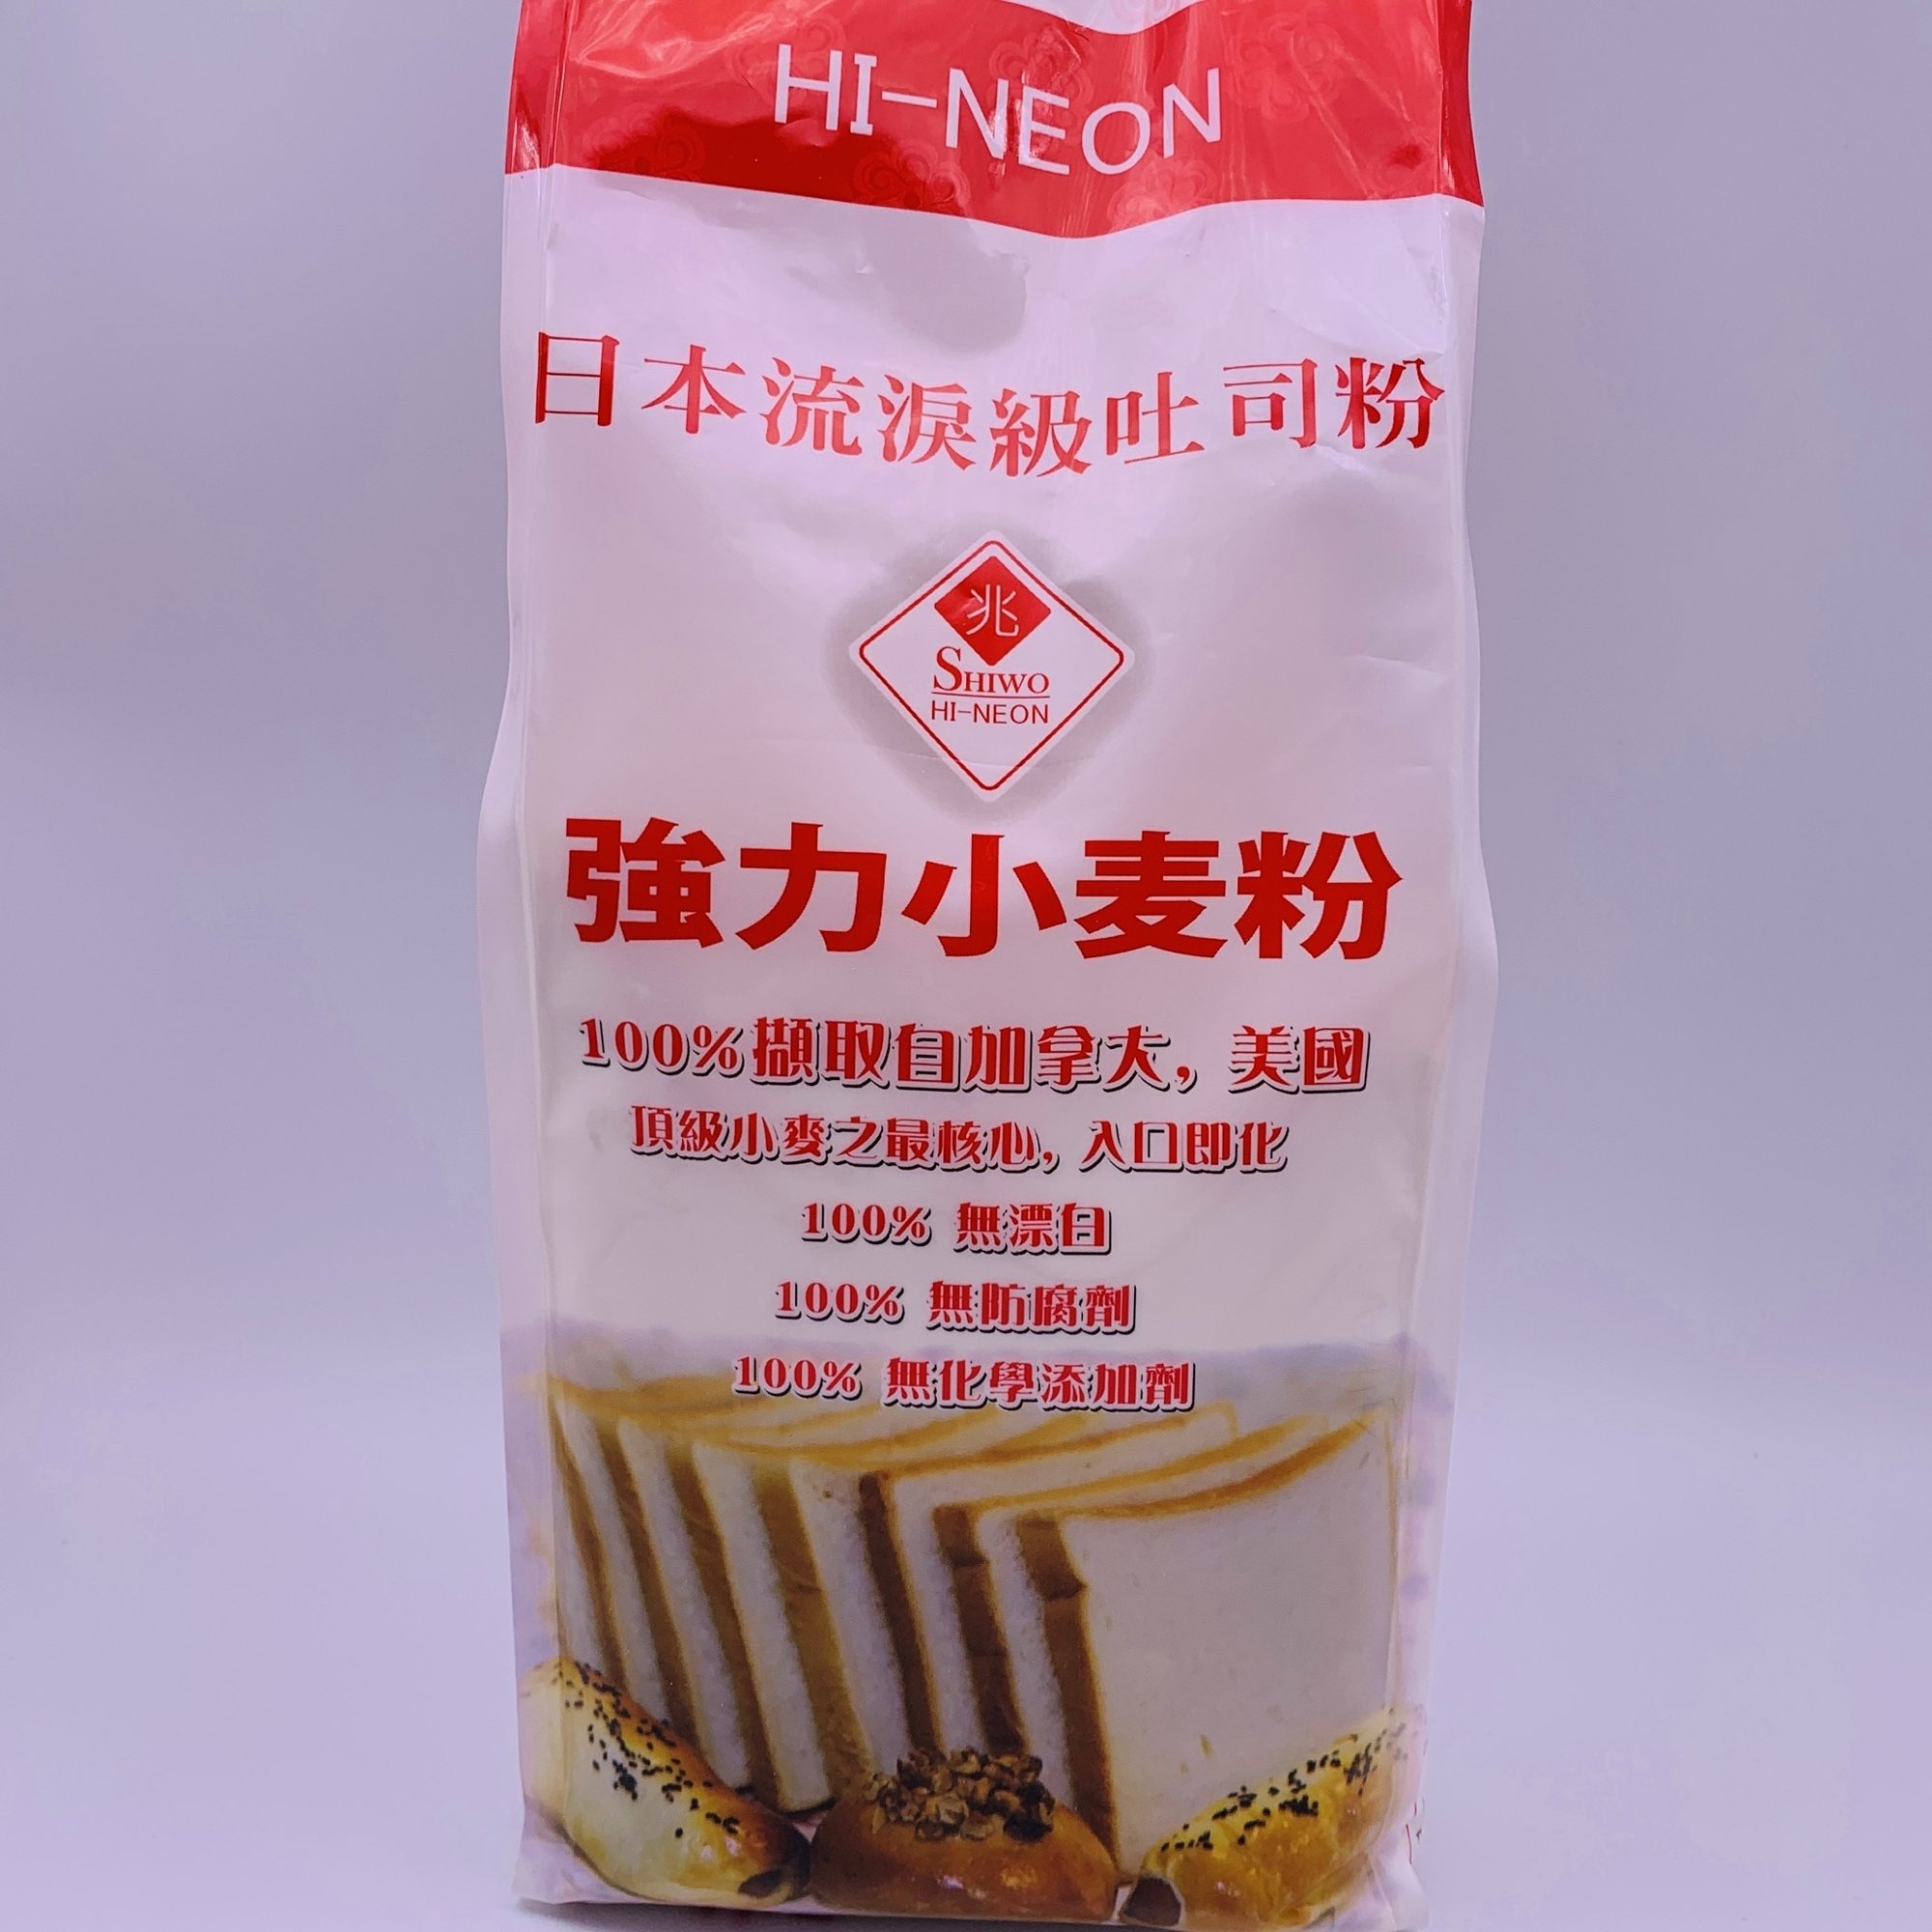 HI-NEON
日本流淚級吐司粉
兆
SHIWO
HI-NEON
強力小麦粉
100%擷取自加拿大,美國
頂級小麥之最核心,入口即化
100% 無漂白
100% 無防腐劑
100% 無化學添加劑